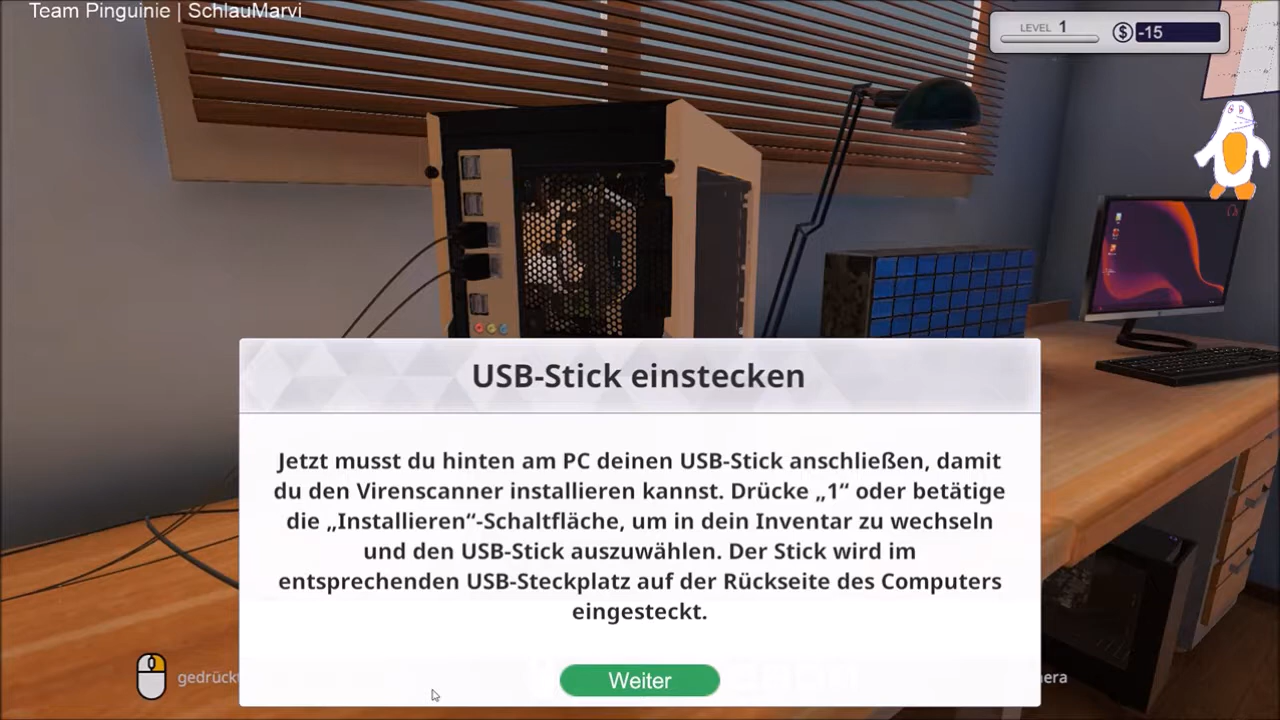 Team Pinguinie | SchlauMarvi
LEVEL 1
$ -15
USB-Stick einstecken
Jetzt musst du hinten am PC deinen USB-Stick anschließen, damit
du den Virenscanner installieren kannst. Drücke „1“ oder betätige
die „Installieren“-Schaltfläche, um in dein Inventar zu wechseln
und den USB-Stick auszuwählen. Der Stick wird im
entsprechenden USB-Steckplatz auf der Rückseite des Computers
eingesteckt.
Weiter